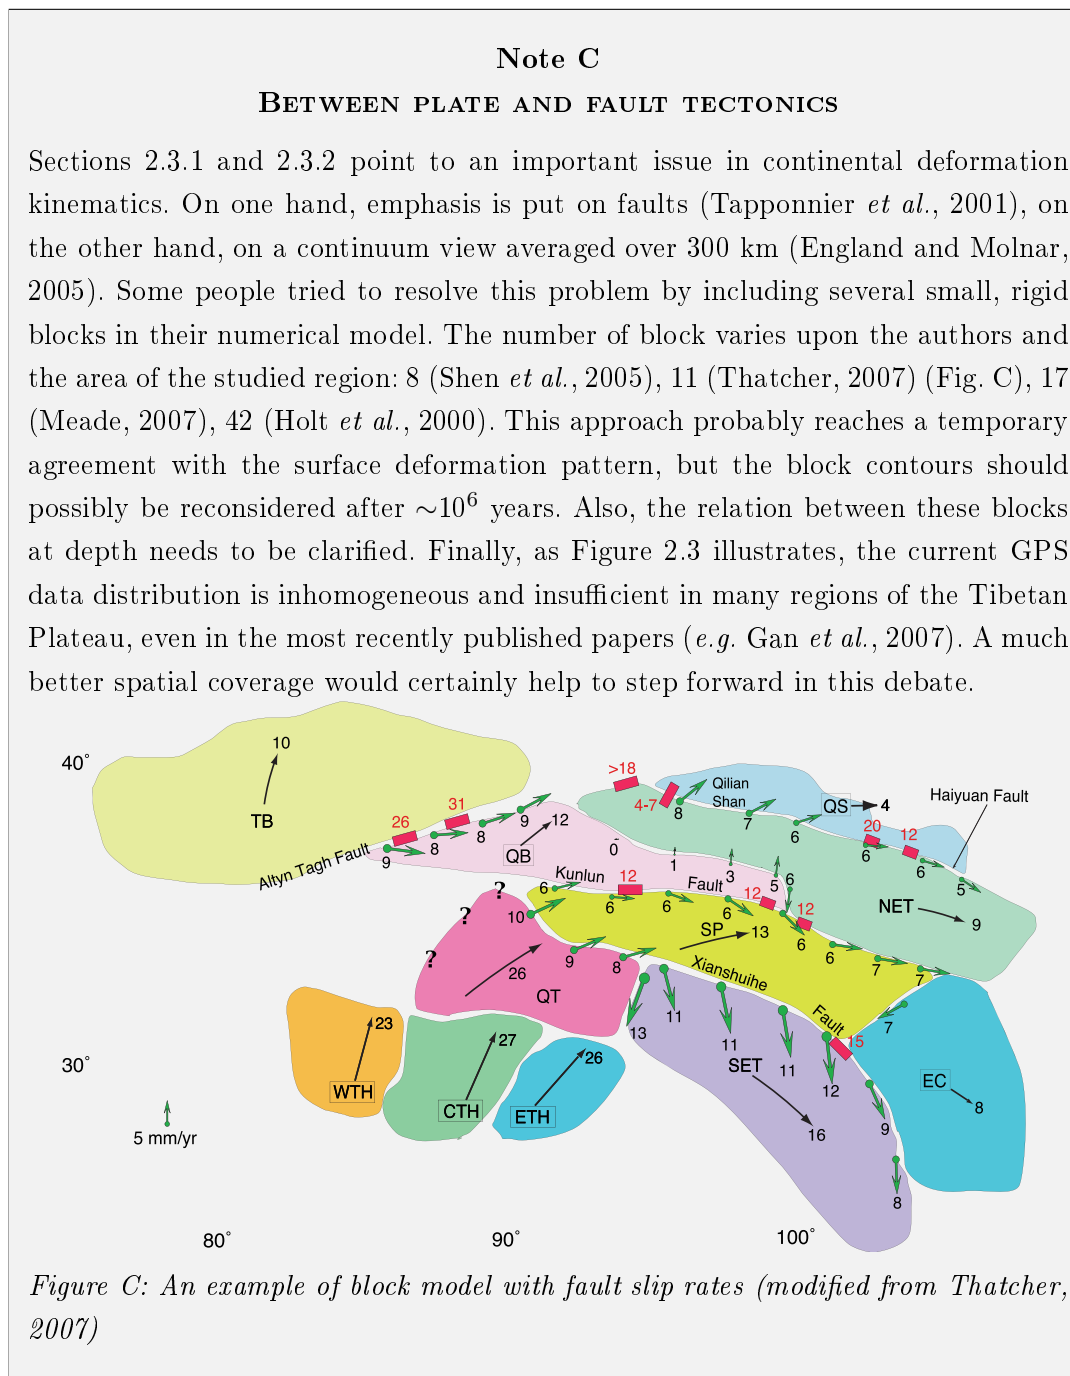 Note C
BETWEEN PLATE AND FAULT TECTONICS
Sections 2.3.1 and 2.3.2 point to an important issue in continental deformation
kinematics. On one hand, emphasis is put on faults (Tapponnier et al., 2001), on
the other hand, on a continuum view averaged over 300 km (England and Molnar,
2005). Some people tried to resolve this problem by including several small, rigid
blocks in their numerical model. The number of block varies upon the authors and
the area of the studied region: 8 (Shen et al., 2005), 11 (Thatcher, 2007) (Fig. C), 17
(Meade, 2007), 42 (Holt et al., 2000). This approach probably reaches a temporary
agreement with the surface deformation pattern, but the block contours should
possibly be reconsidered after ~10⁶ years. Also, the relation between these blocks
at depth needs to be clarified. Finally, as Figure 2.3 illustrates, the current GPS
data distribution is inhomogeneous and insufficient in many regions of the Tibetan
Plateau, even in the most recently published papers (e.g. Gan et al., 2007). A much
better spatial coverage would certainly help to step forward in this debate.
40°
10
TB
>18
4-7
8
Qilian
Shan
7
6
QS
4
Haiyuan Fault
26
31
9
8
8
9
12
QB
Altyn Tagh Fault
0
1
3
5
6
20
12
6
6
5
NET
9
Kunlun
Fault
12
12
12
6
6
6
6
6
6
7
7
?
?
?
10
9
8
26
QT
SP
13
Xianshuihe
Fault
15
7
13
11
11
11
12
SET
16
9
8
EC
8
23
WTH
27
CTH
26
ETH
30°
5 mm/yr
80°
90°
100°
Figure C: An example of block model with fault slip rates (modified from Thatcher,
2007)